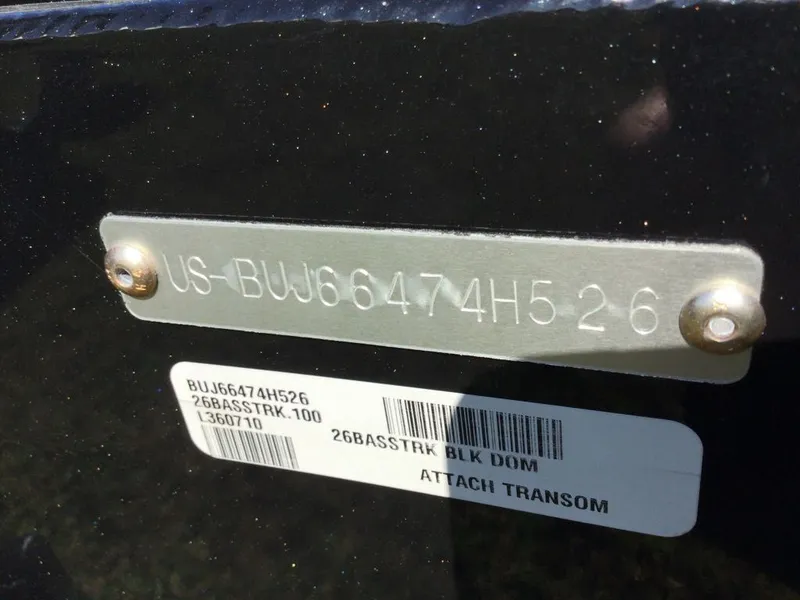 US-BUJ66474H526
BUJ66474H526
26BASSTRK.100
L360710
26BASSTRK BLK DOM
ATTACH TRANSOM